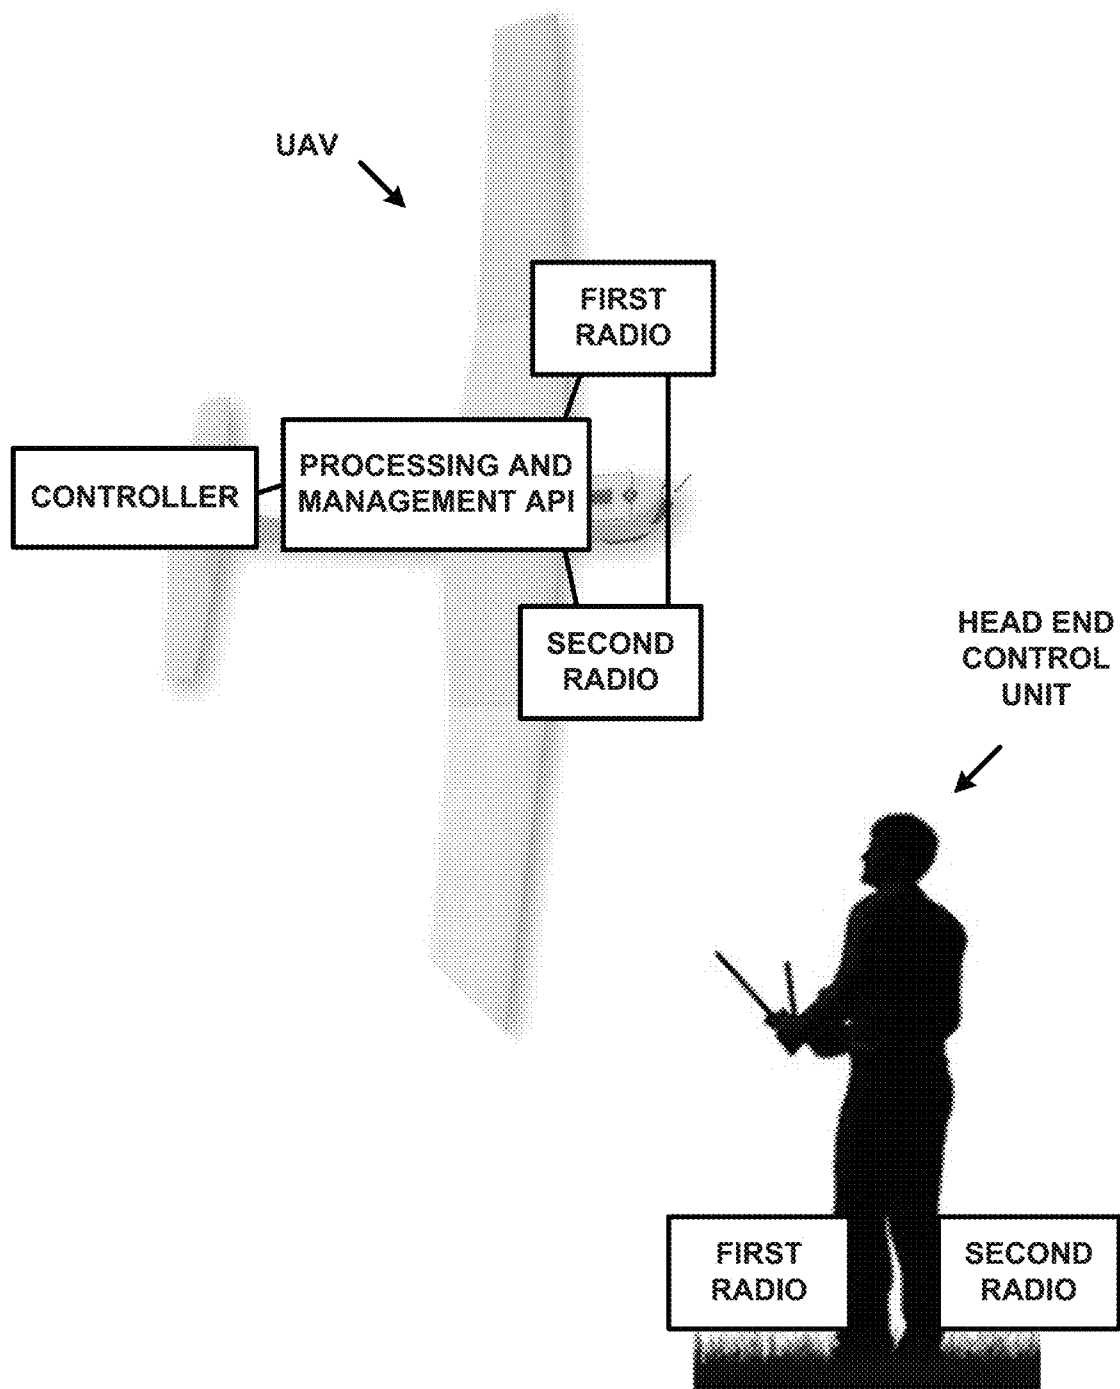 UAV
FIRST
RADIO
CONTROLLER
PROCESSING AND
MANAGEMENT API
SECOND
RADIO
HEAD END
CONTROL
UNIT
FIRST
RADIO
SECOND
RADIO